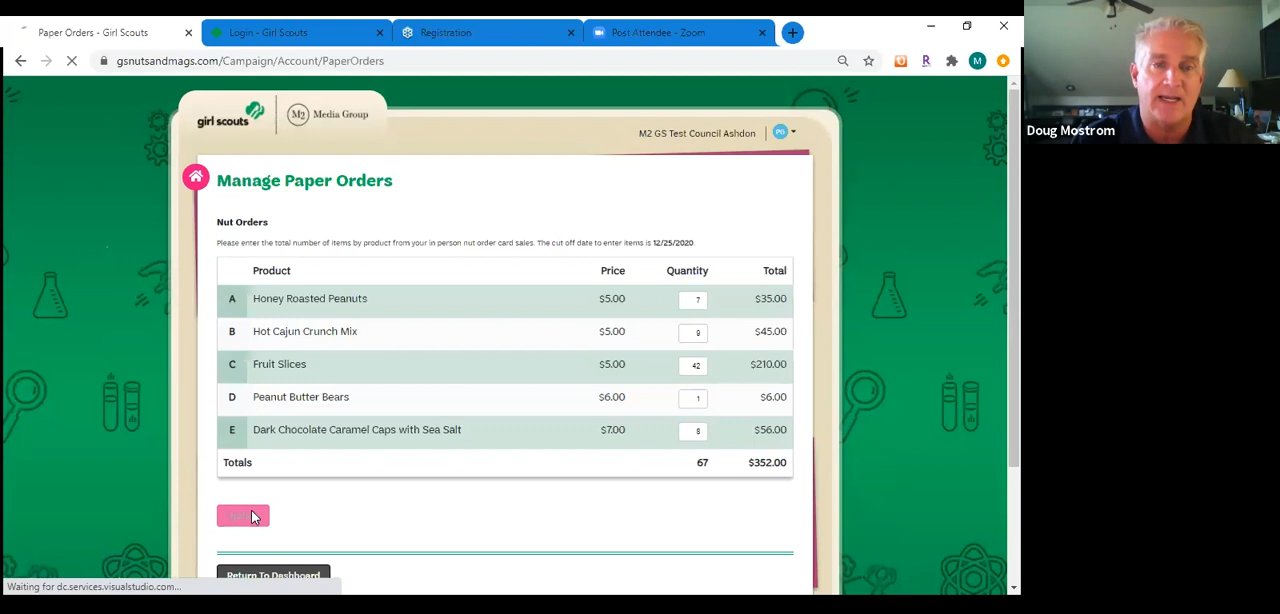 Paper Orders - Girl Scouts
Login - Girl Scouts
Registration
Post Attendee - Zoom
gsnutsandmags.com/Campaign/Account/PaperOrders
R
M
girl scouts
M2 Media Group
M2 GS Test Council Ashdon
PG
Doug Mostrom
Manage Paper Orders
Nut Orders
Please enter the total number of items by product from your in person nut order card sales. The cut off date to enter items is 12/25/2020.
Product Price Quantity Total
A Honey Roasted Peanuts $5.00 7 $35.00
B Hot Cajun Crunch Mix $5.00 9 $45.00
C Fruit Slices $5.00 42 $210.00
D Peanut Butter Bears $6.00 1 $6.00
E Dark Chocolate Caramel Caps with Sea Salt $7.00 8 $56.00
Totals 67 $352.00
Return To Dashboard
Waiting for dc.services.visualstudio.com...